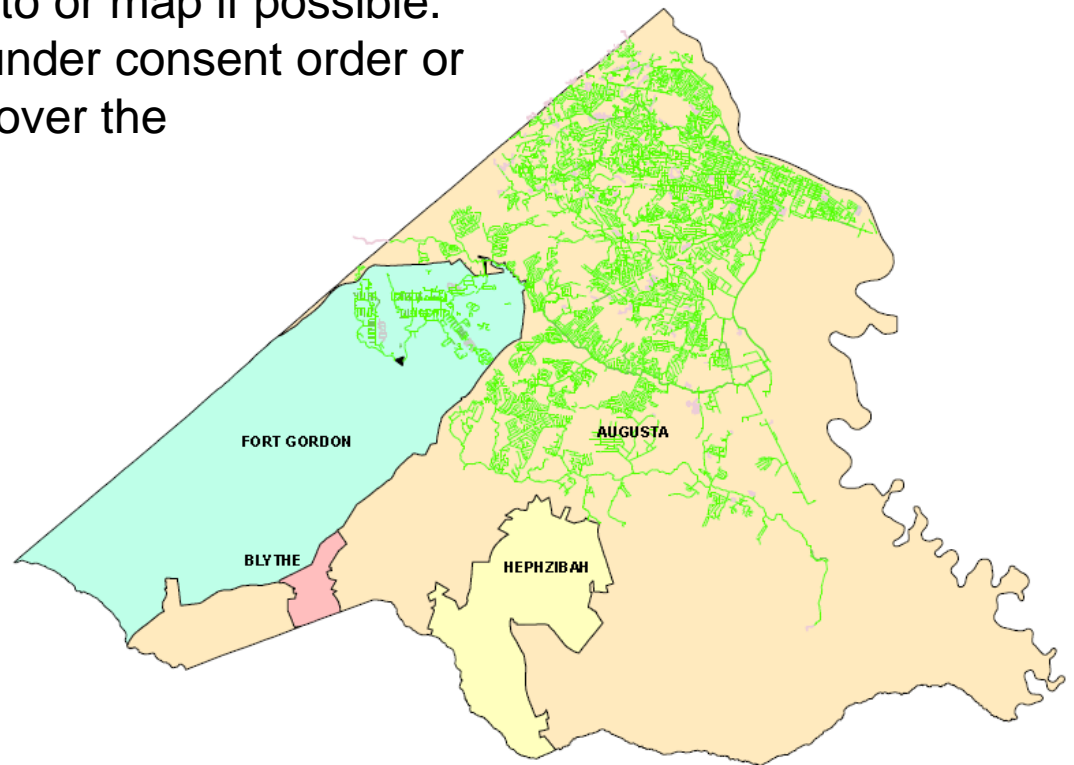 to or map if possible.
under consent order or
over the
FORT GORDON
AUGUSTA
BLYTHE
HEPHZIBAH